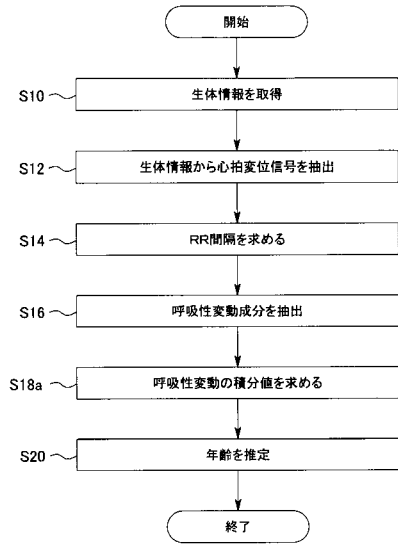 開始
S10
生体情報を取得
S12
生体情報から心拍変位信号を抽出
S14
RR間隔を求める
S16
呼吸性変動成分を抽出
S18a
呼吸性変動の積分値を求める
S20
年齢を推定
終了